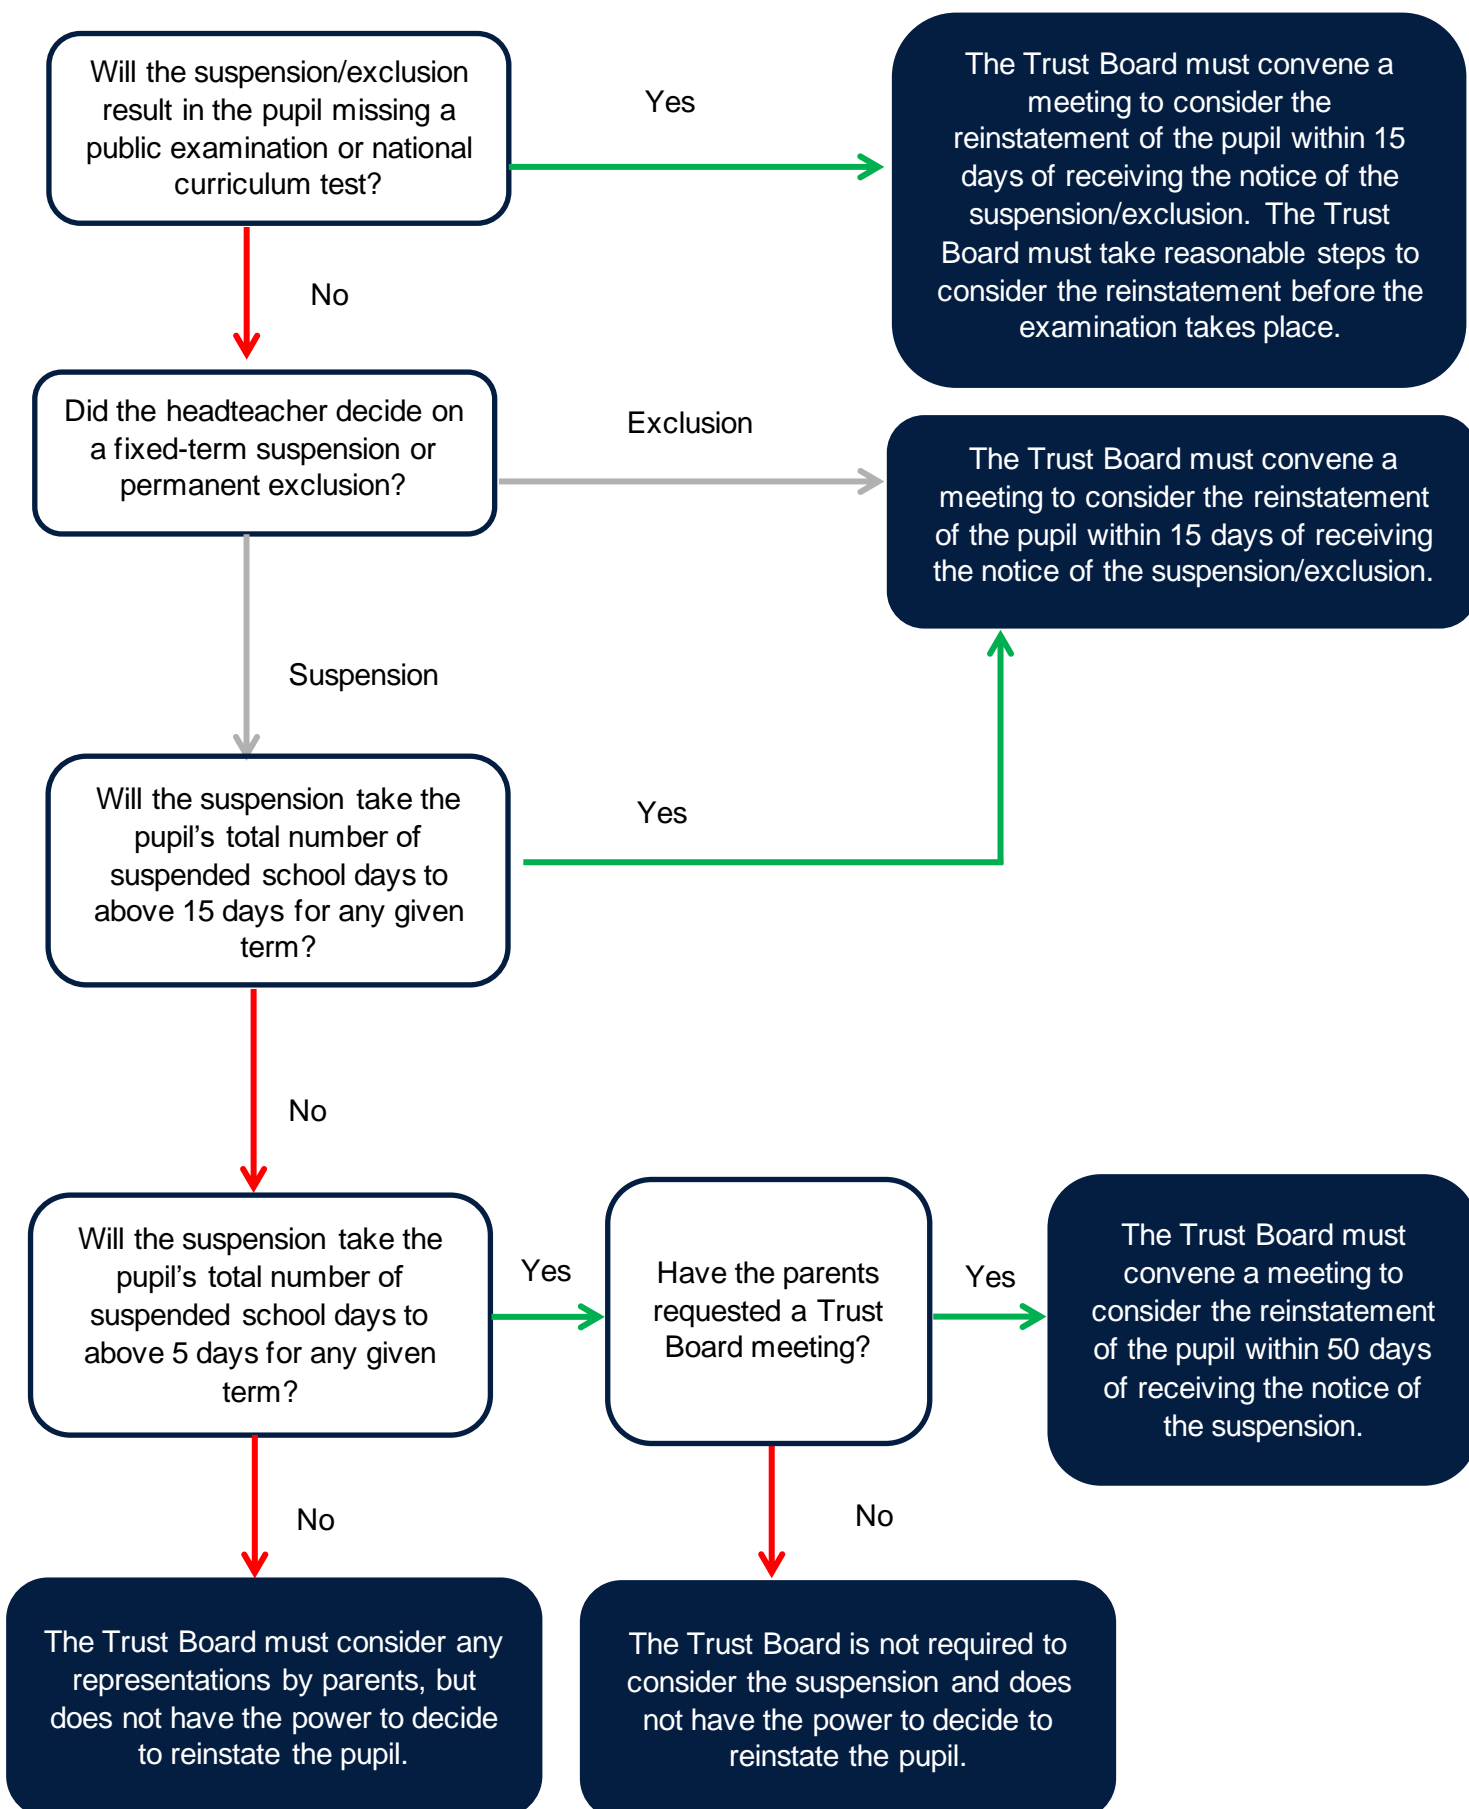 Will the suspension/exclusion
result in the pupil missing a
public examination or national
curriculum test?
Yes
The Trust Board must convene a
meeting to consider the
reinstatement of the pupil within 15
days of receiving the notice of the
suspension/exclusion. The Trust
Board must take reasonable steps to
consider the reinstatement before the
examination takes place.
No
Did the headteacher decide on
a fixed-term suspension or
permanent exclusion?
Exclusion
The Trust Board must convene a
meeting to consider the reinstatement
of the pupil within 15 days of receiving
the notice of the suspension/exclusion.
Suspension
Will the suspension take the
pupil’s total number of
suspended school days to
above 15 days for any given
term?
Yes
No
Will the suspension take the
pupil’s total number of
suspended school days to
above 5 days for any given
term?
Yes
Have the parents
requested a Trust
Board meeting?
Yes
The Trust Board must
convene a meeting to
consider the reinstatement
of the pupil within 50 days
of receiving the notice of
the suspension.
No
No
The Trust Board must consider any
representations by parents, but
does not have the power to decide
to reinstate the pupil.
The Trust Board is not required to
consider the suspension and does
not have the power to decide to
reinstate the pupil.